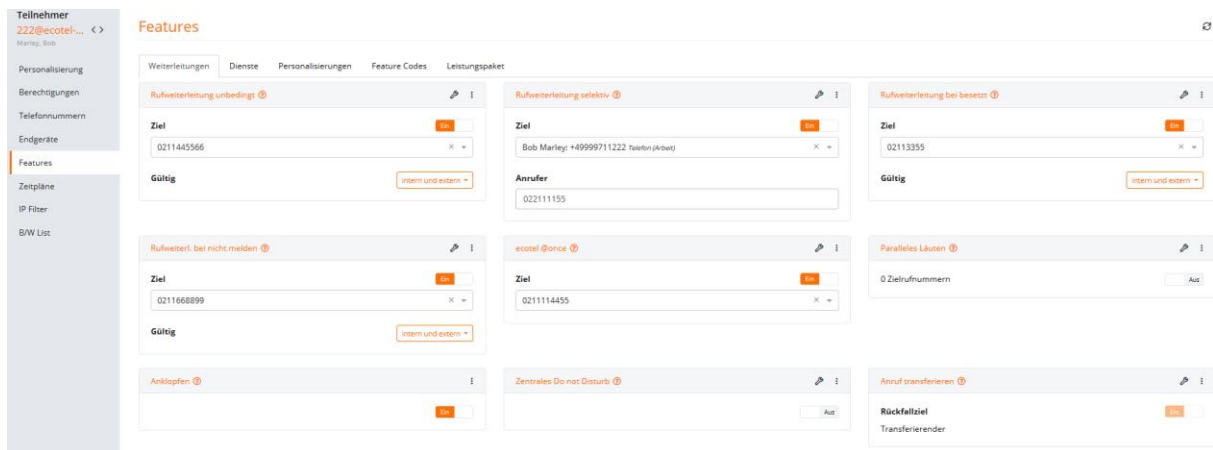 Teilnehmer
222@ecotel-... <>
Marley, Bob
Personalisierung
Berechtigungen
Telefonnummern
Endgeräte
Features
Zeitpläne
IP Filter
B/W List
Features
Weiterleitungen Dienste Personalisierungen Feature Codes Leistungspaket
Rufweiterleitung unbedingt
Ziel Ein
0211445566
Gültig intern und extern
Rufweiterleitung selektiv
Ziel Ein
Bob Marley: +49999711222 Telefon (Arbeit)
Anrufer
022111155
Rufweiterleitung bei besetzt
Ziel Ein
02113355
Gültig intern und extern
Rufweiterl. bei nicht melden
Ziel Ein
0211668899
Gültig intern und extern
ecotel @once
Ziel Ein
0211114455
Paralleles Läuten
0 Zielrufnummern Aus
Anklopfen
Ein
Zentrales Do not Disturb
Aus
Anruf transferieren
Rückfallziel Ein
Transferierender